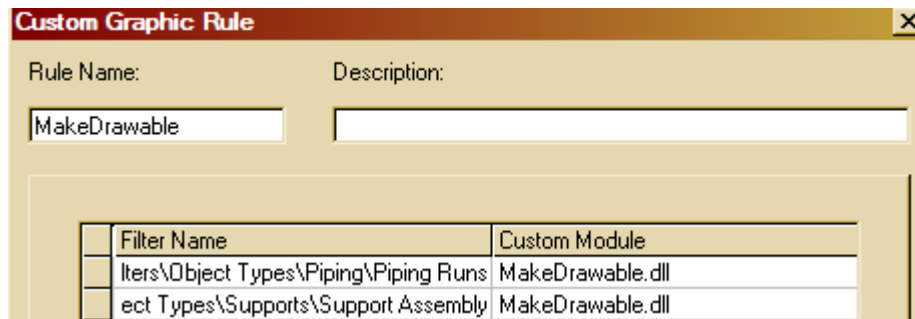 Custom Graphic Rule
Rule Name: Description:
MakeDrawable
Filter Name Custom Module
lters\Object Types\Piping\Piping Runs MakeDrawable.dll
ect Types\Supports\Support Assembly MakeDrawable.dll